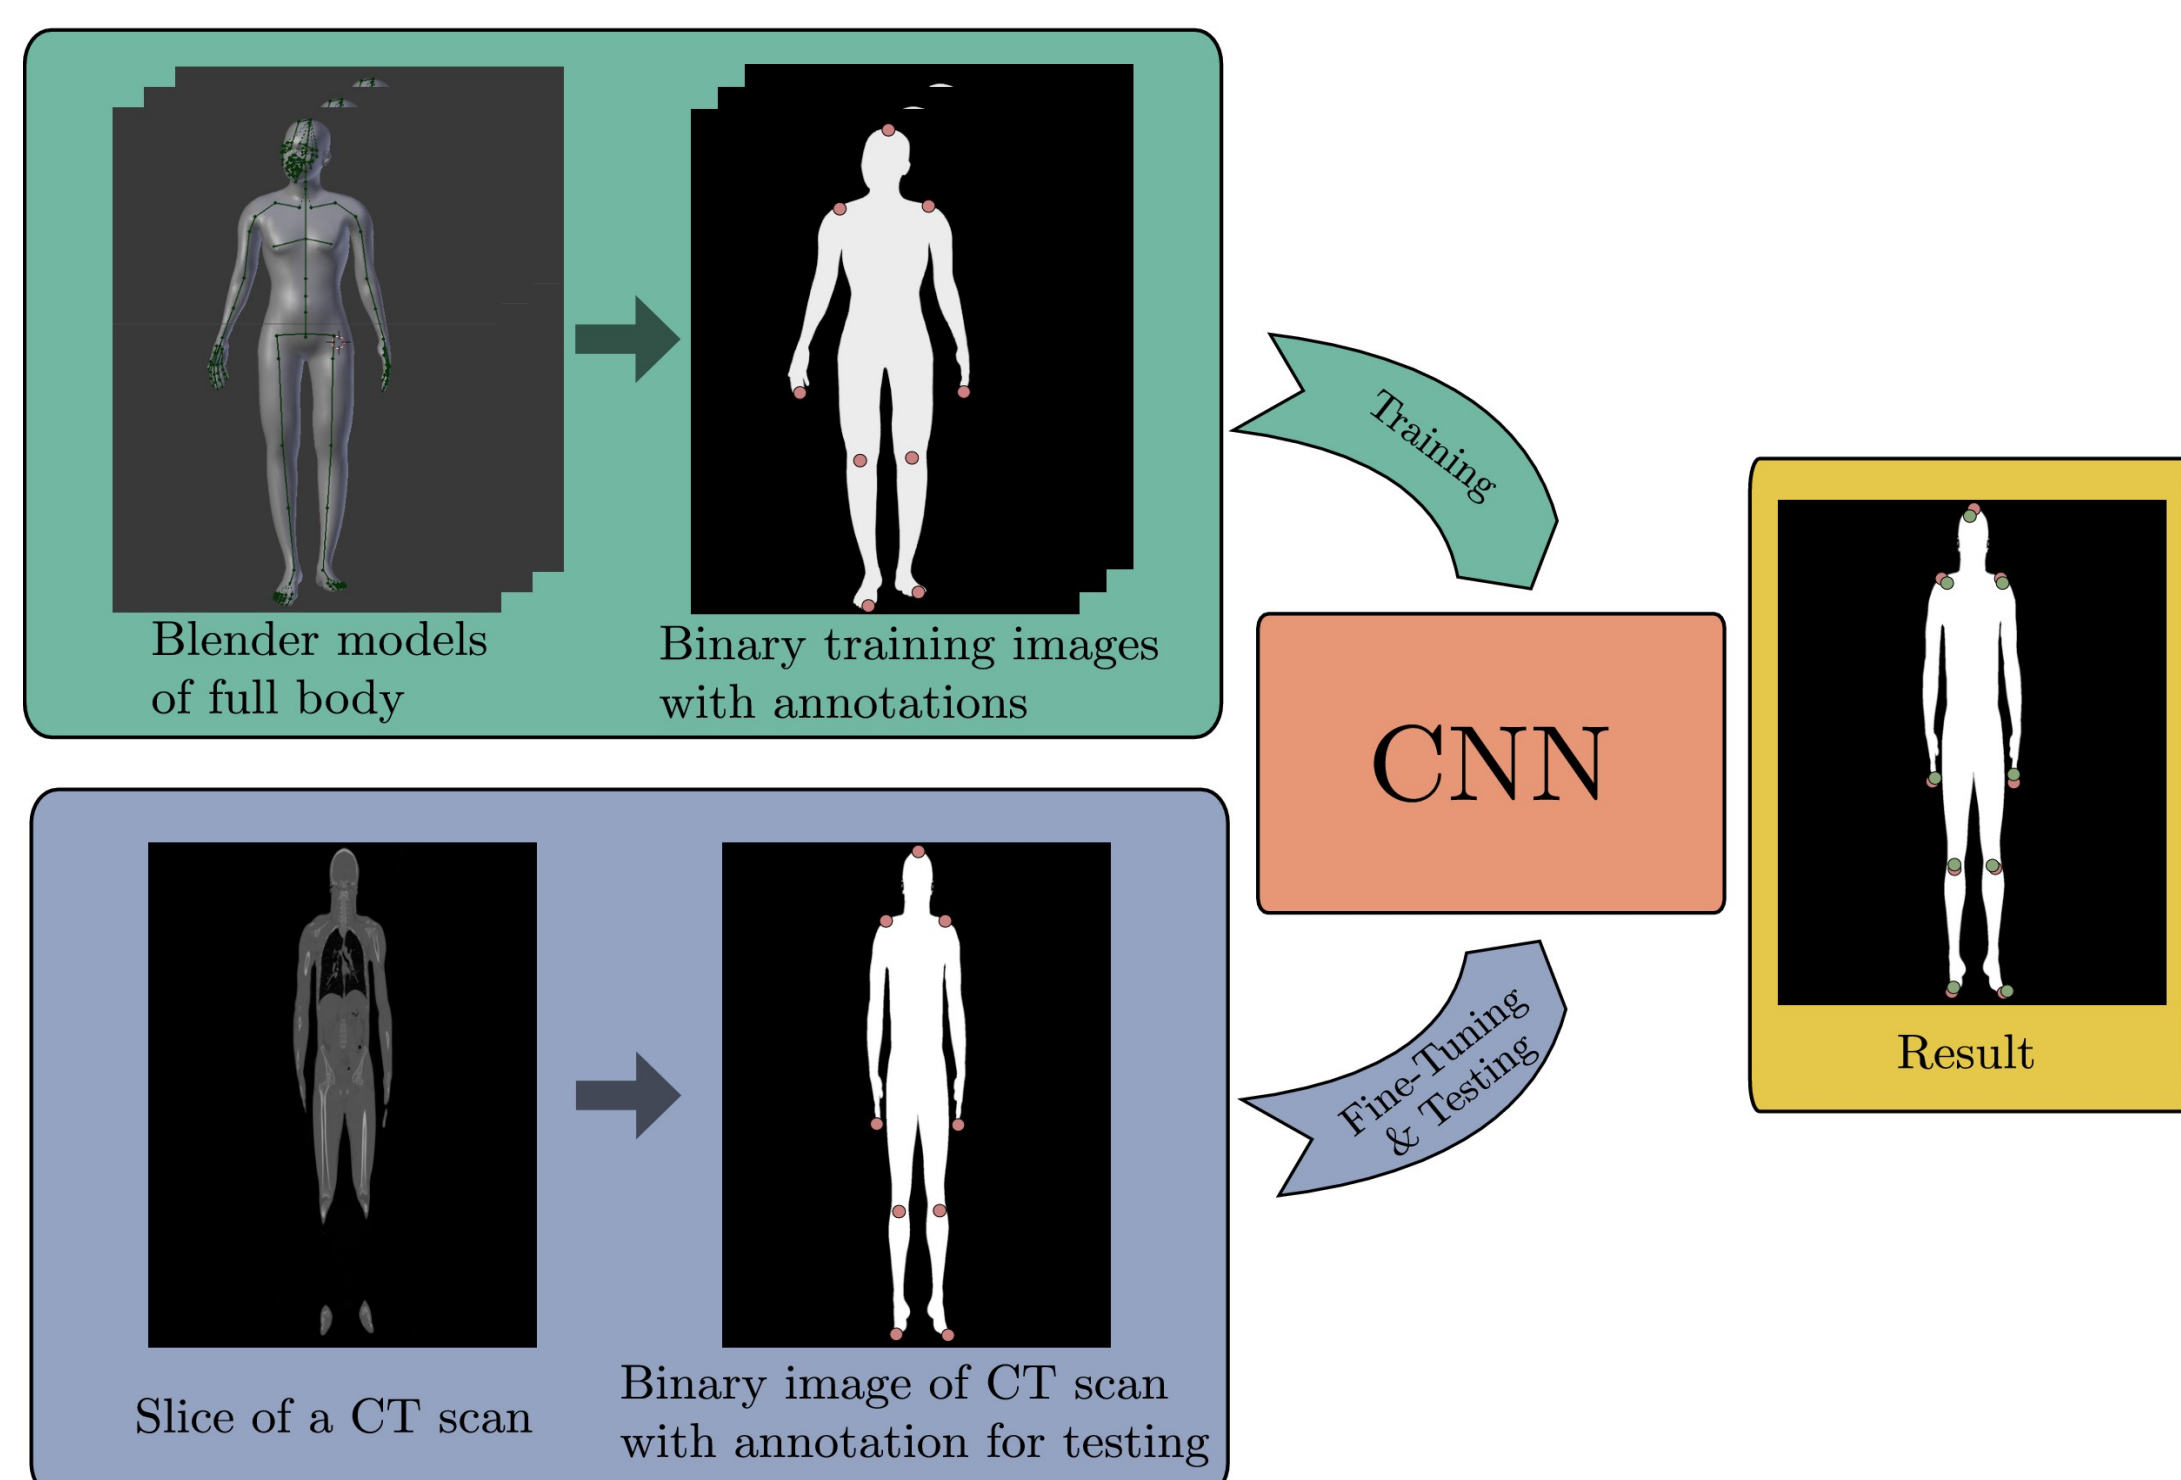 Blender models
of full body
Binary training images
with annotations
Training
CNN
Fine-Tuning
& Testing
Result
Slice of a CT scan
Binary image of CT scan
with annotation for testing